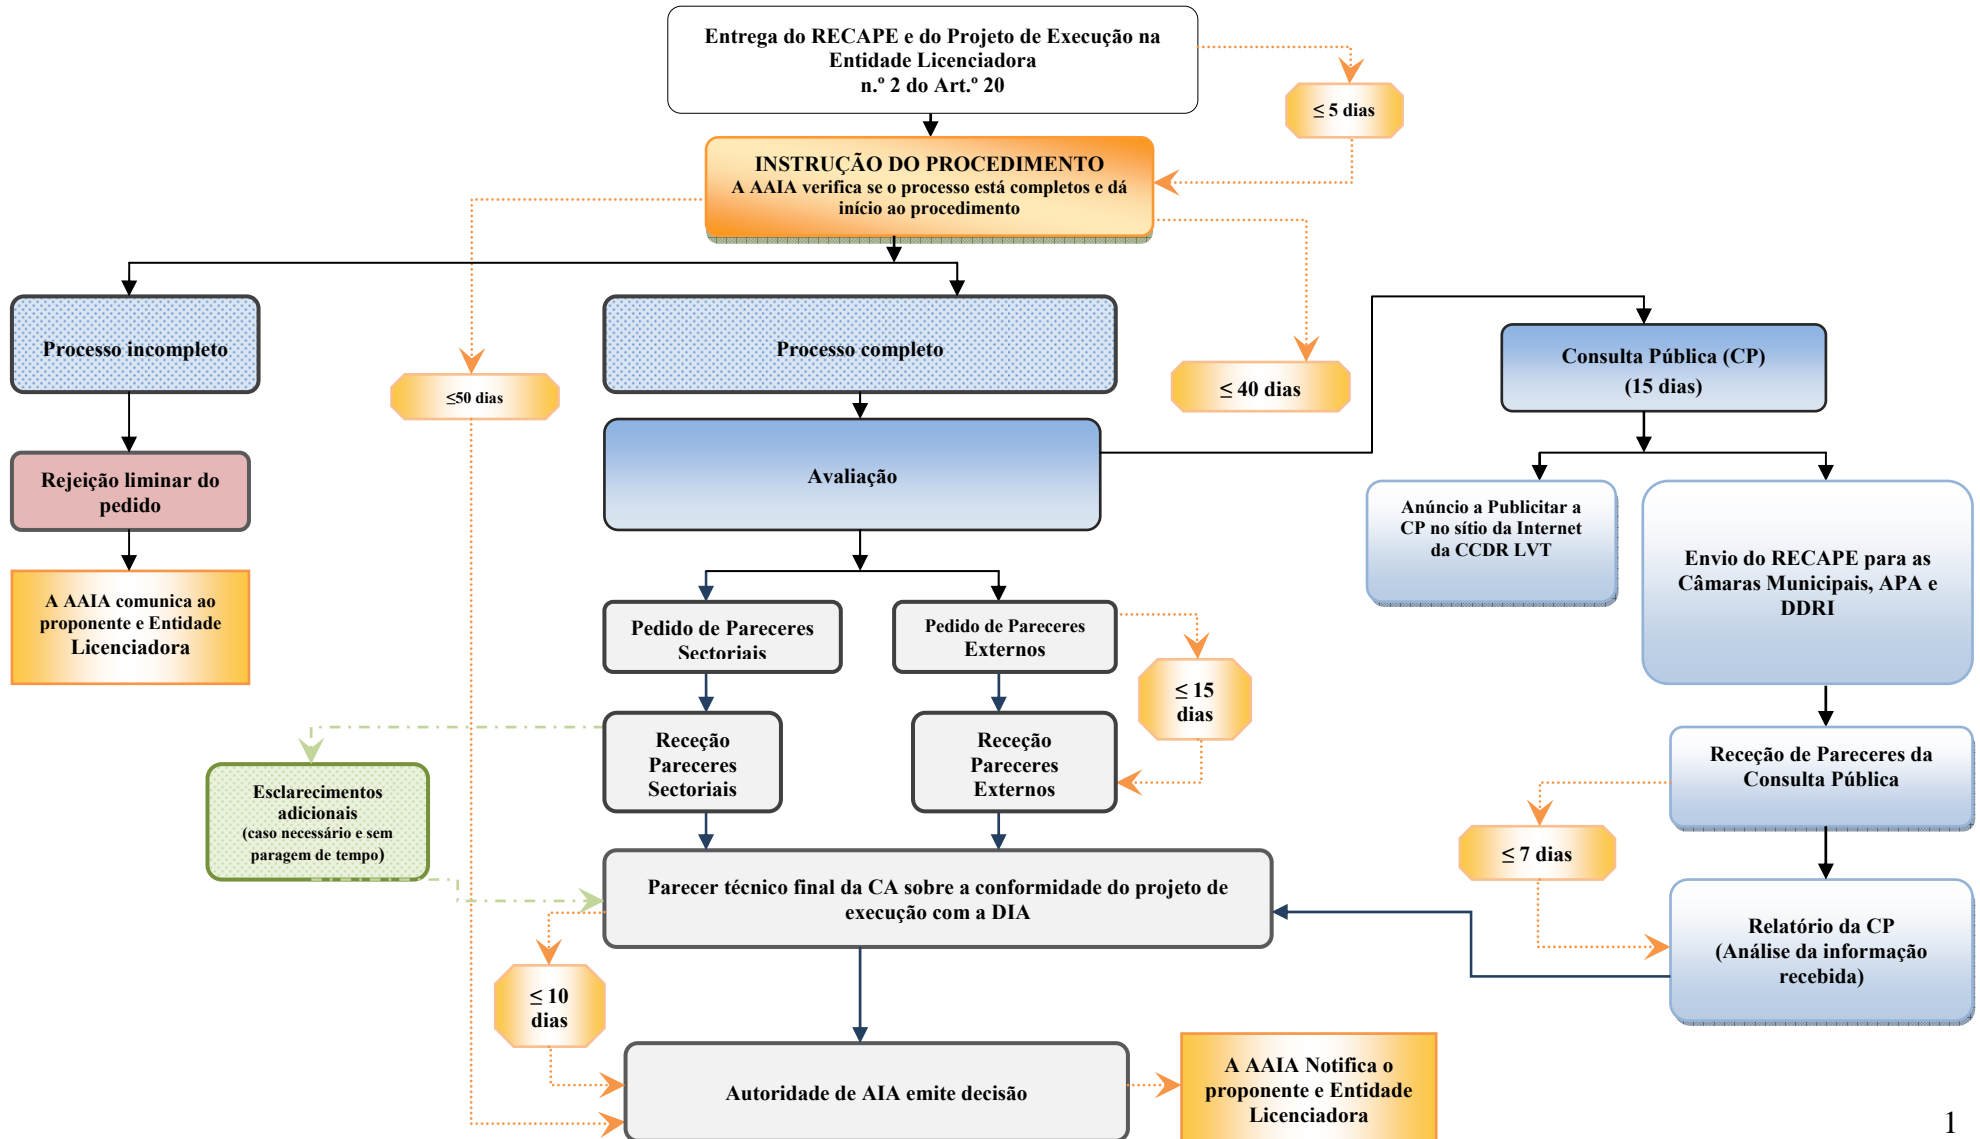 Entrega do RECAPE e do Projeto de Execução na
Entidade Licenciadora
n.º 2 do Art.º 20
≤ 5 dias
INSTRUÇÃO DO PROCEDIMENTO
A AAIA verifica se o processo está completos e dá
início ao procedimento
Processo incompleto
Processo completo
≤50 dias
≤ 40 dias
Consulta Pública (CP)
(15 dias)
Rejeição liminar do
pedido
Avaliação
Anúncio a Publicitar a
CP no sítio da Internet
da CCDR LVT
Envio do RECAPE para as
Câmaras Municipais, APA e
DDRI
A AAIA comunica ao
proponente e Entidade
Licenciadora
Pedido de Pareceres
Sectoriais
Pedido de Pareceres
Externos
≤ 15
dias
Receção
Pareceres
Sectoriais
Receção
Pareceres
Externos
Receção de Pareceres da
Consulta Pública
Esclarecimentos
adicionais
(caso necessário e sem
paragem de tempo)
≤ 7 dias
Parecer técnico final da CA sobre a conformidade do projeto de
execução com a DIA
Relatório da CP
(Análise da informação
recebida)
≤ 10
dias
Autoridade de AIA emite decisão
A AAIA Notifica o
proponente e Entidade
Licenciadora
1